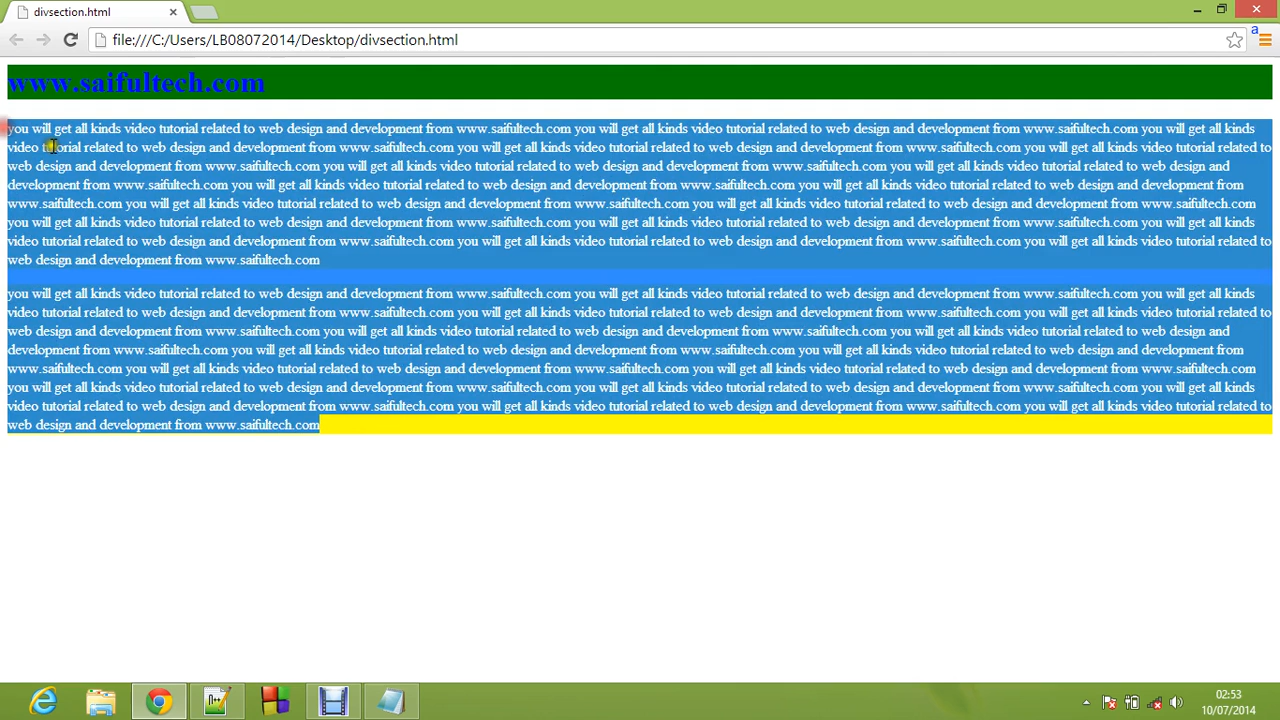 divsection.html
file:///C:/Users/LB08072014/Desktop/divsection.html
a
www.saifultech.com
you will get all kinds video tutorial related to web design and development from www.saifultech.com you will get all kinds video tutorial related to web design and development from www.saifultech.com you will get all kinds
video tutorial related to web design and development from www.saifultech.com you will get all kinds video tutorial related to web design and development from www.saifultech.com you will get all kinds video tutorial related to
web design and development from www.saifultech.com you will get all kinds video tutorial related to web design and development from www.saifultech.com you will get all kinds video tutorial related to web design and
development from www.saifultech.com you will get all kinds video tutorial related to web design and development from www.saifultech.com you will get all kinds video tutorial related to web design and development from
www.saifultech.com you will get all kinds video tutorial related to web design and development from www.saifultech.com you will get all kinds video tutorial related to web design and development from www.saifultech.com
you will get all kinds video tutorial related to web design and development from www.saifultech.com you will get all kinds video tutorial related to web design and development from www.saifultech.com you will get all kinds
video tutorial related to web design and development from www.saifultech.com you will get all kinds video tutorial related to web design and development from www.saifultech.com you will get all kinds video tutorial related to
web design and development from www.saifultech.com
you will get all kinds video tutorial related to web design and development from www.saifultech.com you will get all kinds video tutorial related to web design and development from www.saifultech.com you will get all kinds
video tutorial related to web design and development from www.saifultech.com you will get all kinds video tutorial related to web design and development from www.saifultech.com you will get all kinds video tutorial related to
web design and development from www.saifultech.com you will get all kinds video tutorial related to web design and development from www.saifultech.com you will get all kinds video tutorial related to web design and
development from www.saifultech.com you will get all kinds video tutorial related to web design and development from www.saifultech.com you will get all kinds video tutorial related to web design and development from
www.saifultech.com you will get all kinds video tutorial related to web design and development from www.saifultech.com you will get all kinds video tutorial related to web design and development from www.saifultech.com
you will get all kinds video tutorial related to web design and development from www.saifultech.com you will get all kinds video tutorial related to web design and development from www.saifultech.com you will get all kinds
video tutorial related to web design and development from www.saifultech.com you will get all kinds video tutorial related to web design and development from www.saifultech.com you will get all kinds video tutorial related to
web design and development from www.saifultech.com
02:53
10/07/2014